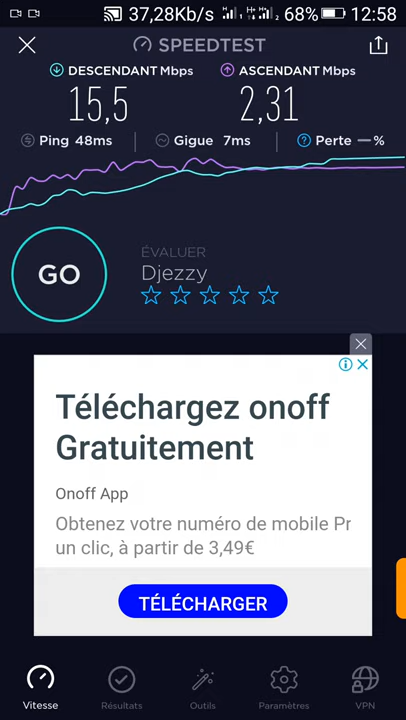 37,28Kb/s 68% 12:58
SPEEDTEST
DESCENDANT Mbps ASCENDANT Mbps
15,5 2,31
Ping 48ms Gigue 7ms Perte — %
ÉVALUER
GO Djezzy
Téléchargez onoff
Gratuitement
Onoff App
Obtenez votre numéro de mobile Pr
un clic, à partir de 3,49€
TÉLÉCHARGER
Vitesse Résultats Outils Paramètres VPN